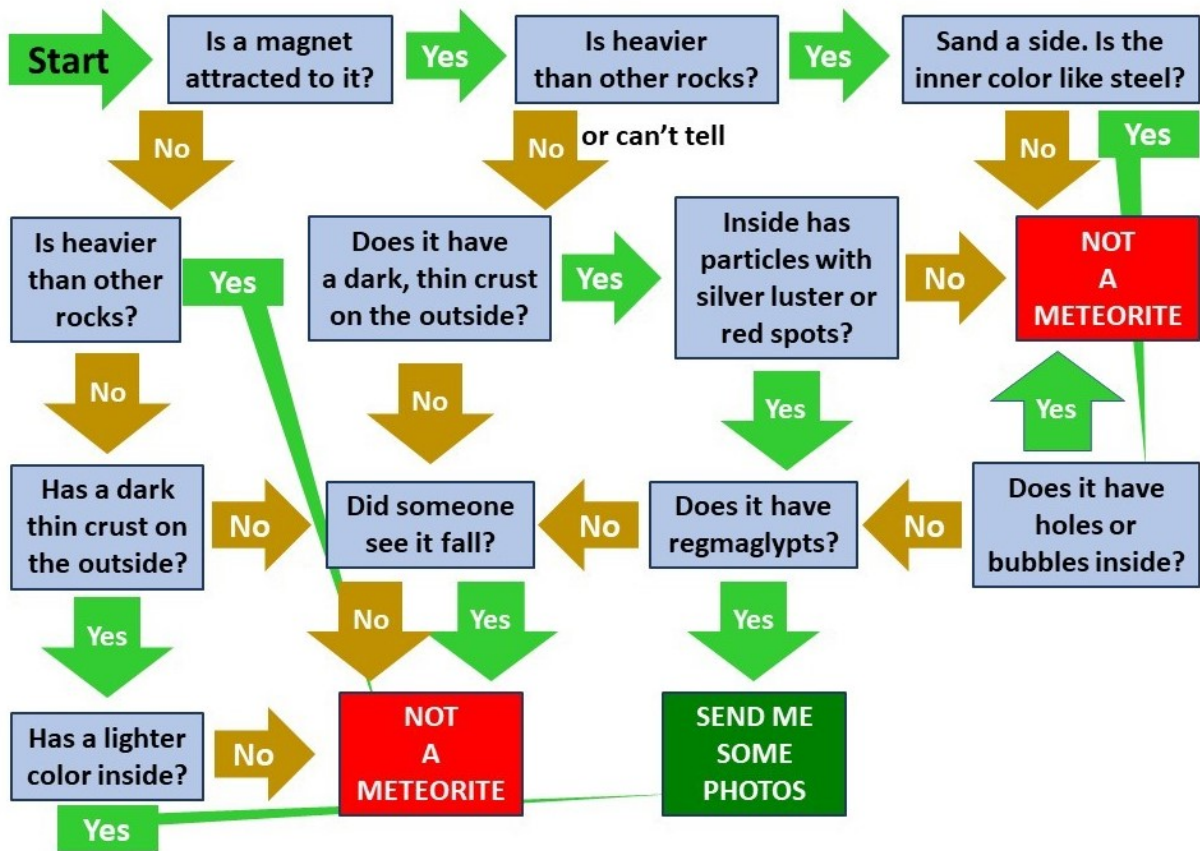 Start
Is a magnet
attracted to it?
Yes
Is heavier
than other rocks?
Yes
Sand a side. Is the
inner color like steel?
No
No
or can't tell
No
Yes
Is heavier
than other
rocks?
Yes
Does it have
a dark, thin crust
on the outside?
Yes
Inside has
particles with
silver luster or
red spots?
No
NOT
A
METEORITE
No
No
Yes
Yes
Has a dark
thin crust on
the outside?
No
Did someone
see it fall?
No
Does it have
regmaglypts?
No
Does it have
holes or
bubbles inside?
Yes
No
Yes
Yes
Has a lighter
color inside?
No
NOT
A
METEORITE
SEND ME
SOME
PHOTOS
Yes